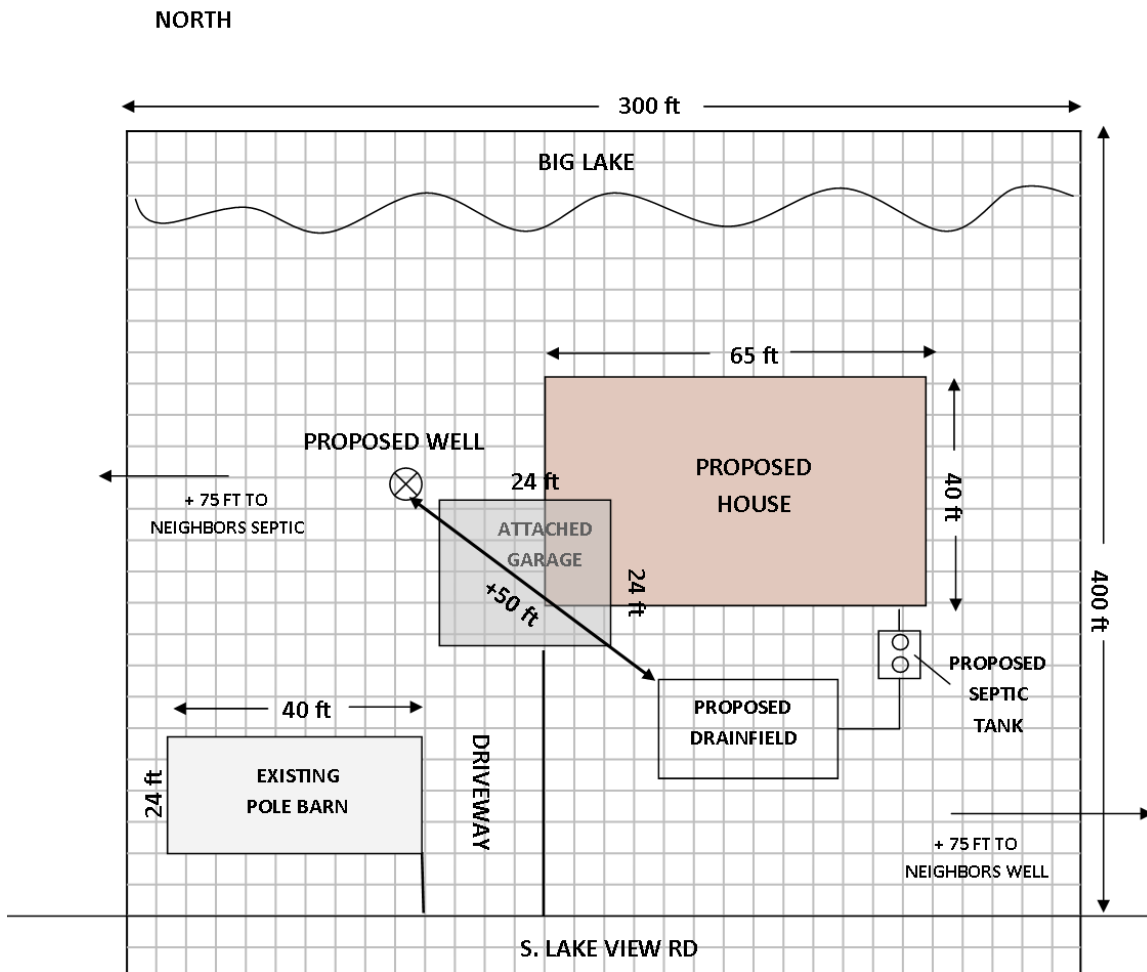 NORTH
300 ft
BIG LAKE
65 ft
PROPOSED WELL
24 ft
PROPOSED
HOUSE
40 ft
+ 75 FT TO
NEIGHBORS SEPTIC
ATTACHED
GARAGE
+50 ft
24 ft
400 ft
PROPOSED
SEPTIC
TANK
40 ft
PROPOSED
DRAINFIELD
24 ft
EXISTING
POLE BARN
DRIVEWAY
+ 75 FT TO
NEIGHBORS WELL
S. LAKE VIEW RD